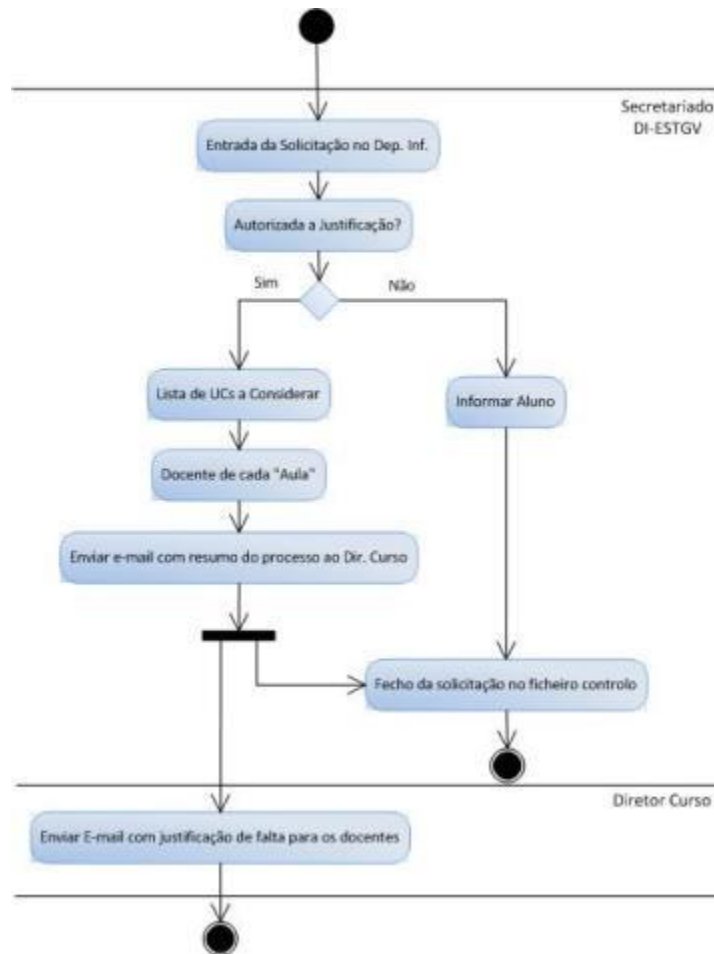 Secretariado
DI-ESTGV
Entrada da Solicitação no Dep. Inf.
Autorizada a Justificação?
Sim
Não
Lista de UCs a Considerar
Informar Aluno
Docente de cada "Aula"
Enviar e-mail com resumo do processo ao Dir. Curso
Fecho da solicitação no ficheiro controlo
Diretor Curso
Enviar E-mail com justificação de falta para os docentes